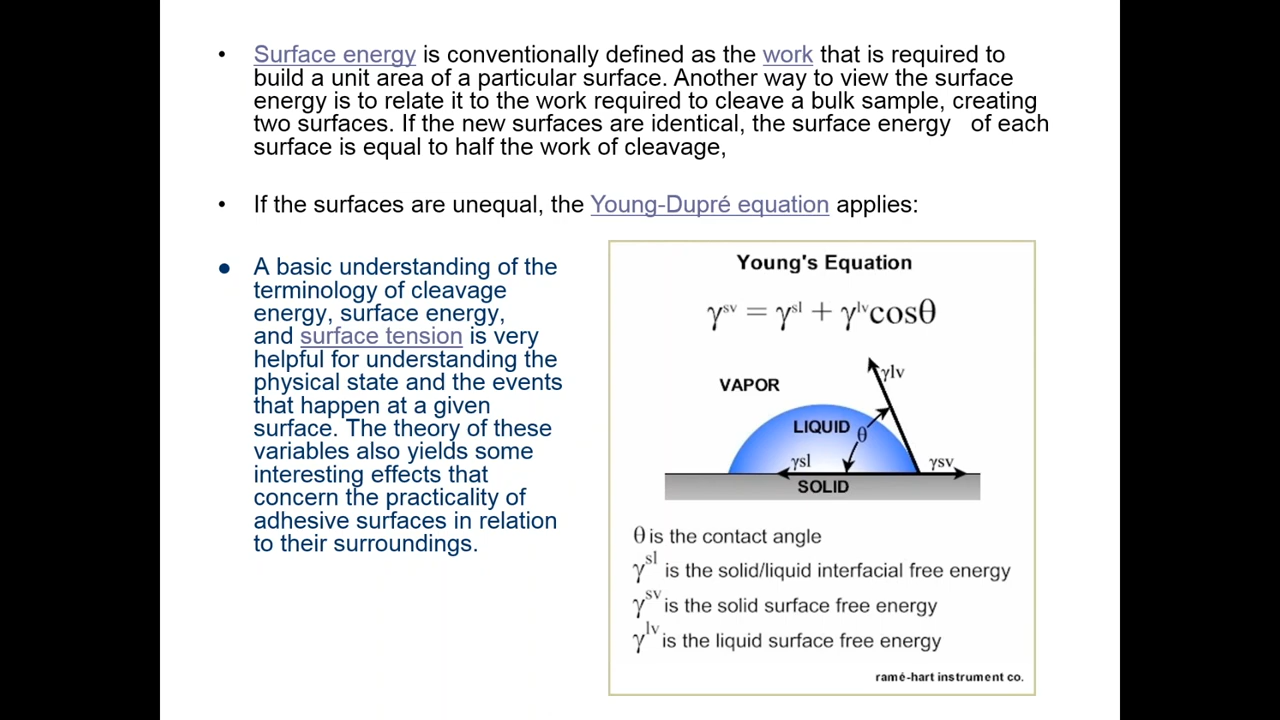 • Surface energy is conventionally defined as the work that is required to
build a unit area of a particular surface. Another way to view the surface
energy is to relate it to the work required to cleave a bulk sample, creating
two surfaces. If the new surfaces are identical, the surface energy of each
surface is equal to half the work of cleavage,
• If the surfaces are unequal, the Young-Dupré equation applies:
• A basic understanding of the
terminology of cleavage
energy, surface energy,
and surface tension is very
helpful for understanding the
physical state and the events
that happen at a given
surface. The theory of these
variables also yields some
interesting effects that
concern the practicality of
adhesive surfaces in relation
to their surroundings.
Young's Equation
γˢᵛ = γˢˡ + γˡᵛcosθ
γlv
VAPOR
LIQUID θ
γsl γsv
SOLID
θ is the contact angle
γˢˡ is the solid/liquid interfacial free energy
γˢᵛ is the solid surface free energy
γˡᵛ is the liquid surface free energy
ramé-hart instrument co.